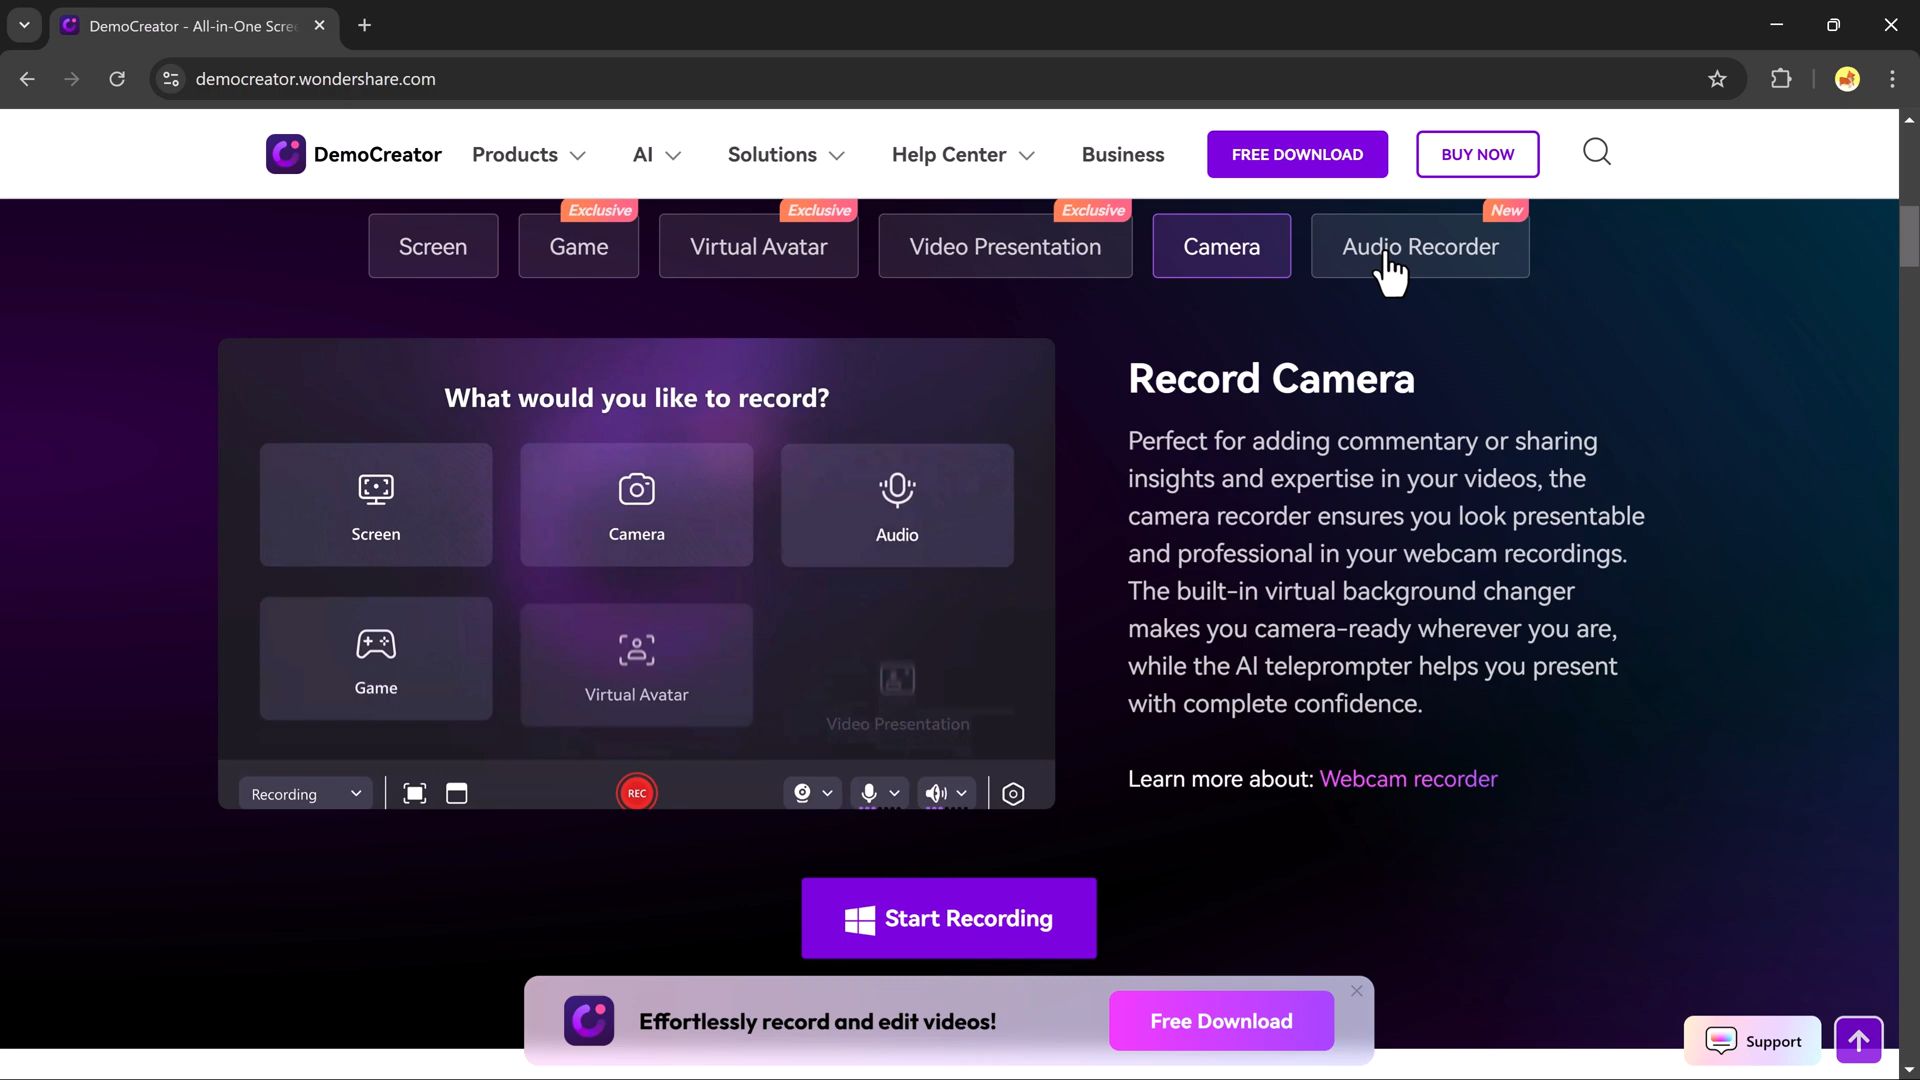 DemoCreator - All-in-One Scre
democreator.wondershare.com
DemoCreator Products AI Solutions Help Center Business FREE DOWNLOAD BUY NOW
Exclusive Exclusive Exclusive New
Screen Game Virtual Avatar Video Presentation Camera Audio Recorder
What would you like to record?
Screen Camera Audio
Game Virtual Avatar Video Presentation
Recording REC
Record Camera
Perfect for adding commentary or sharing
insights and expertise in your videos, the
camera recorder ensures you look presentable
and professional in your webcam recordings.
The built-in virtual background changer
makes you camera-ready wherever you are,
while the AI teleprompter helps you present
with complete confidence.
Learn more about: Webcam recorder
Start Recording
Effortlessly record and edit videos! Free Download
Support